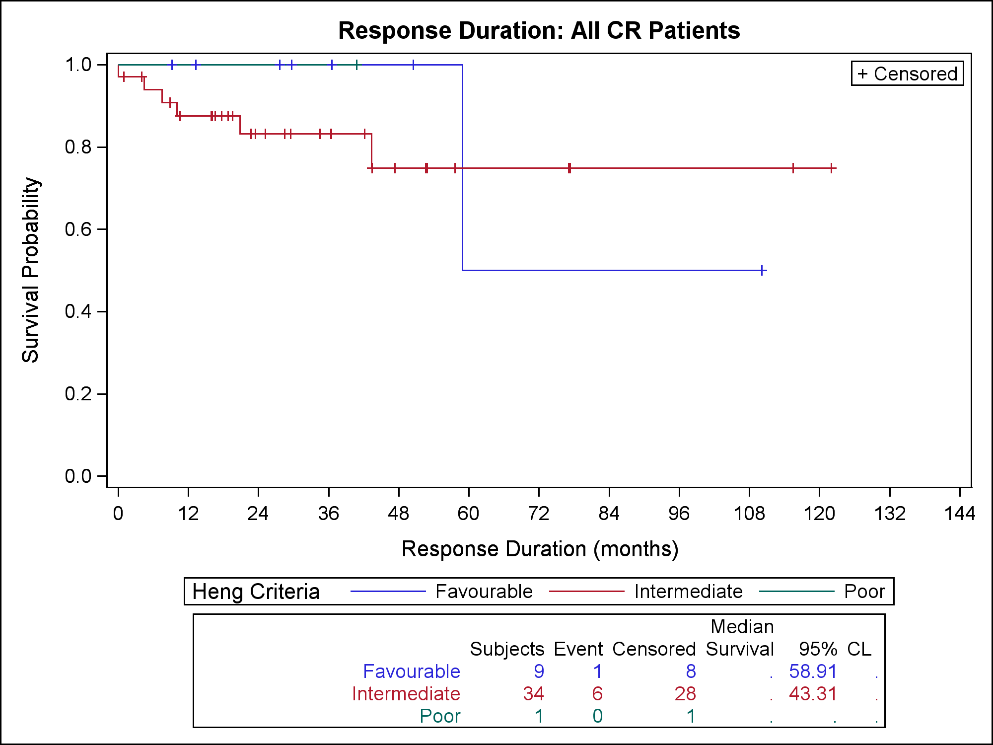 Response Duration: All CR Patients
+ Censored
1.0
0.8
0.6
0.4
0.2
0.0
Survival Probability
0 12 24 36 48 60 72 84 96 108 120 132 144
Response Duration (months)
Heng Criteria Favourable Intermediate Poor
Median
Subjects Event Censored Survival 95% CL
Favourable 9 1 8 . 58.91 .
Intermediate 34 6 28 . 43.31 .
Poor 1 0 1 . . .